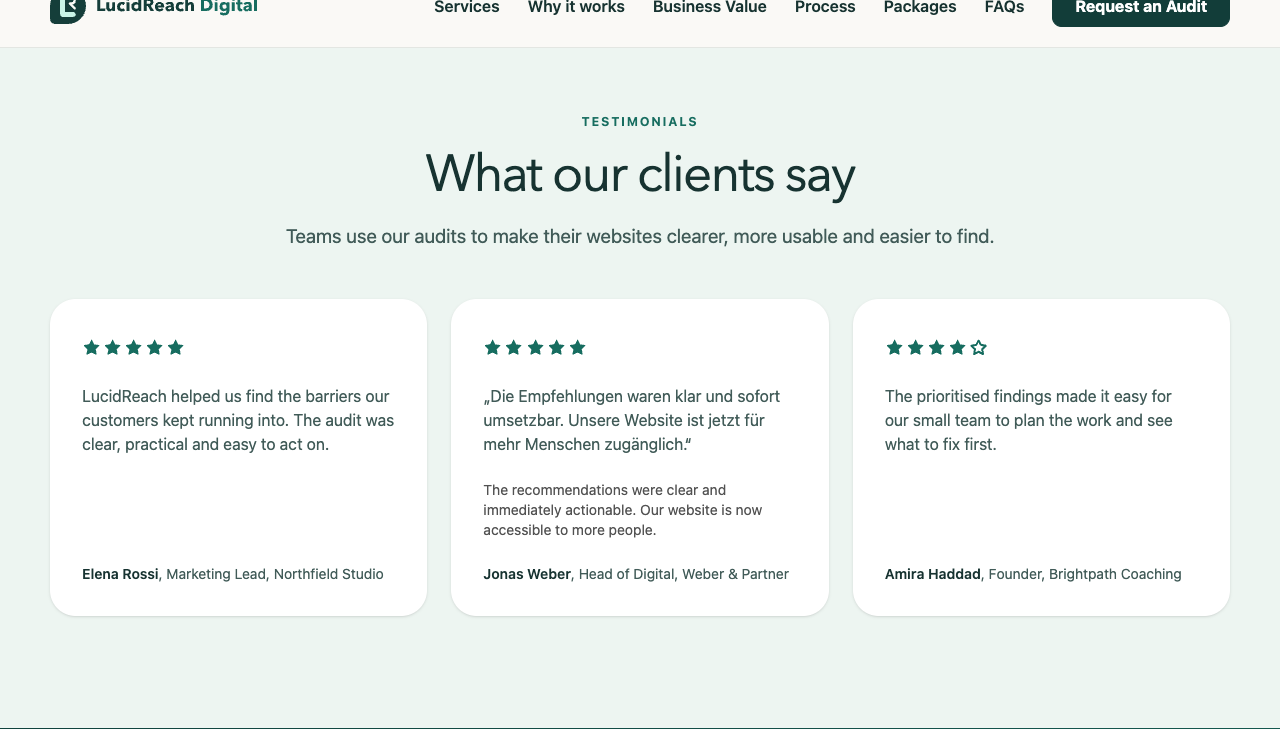 LucidReach Digital
Services
Why it works
Business Value
Process
Packages
FAQs
Request an Audit
TESTIMONIALS
What our clients say
Teams use our audits to make their websites clearer, more usable and easier to find.
LucidReach helped us find the barriers our
customers kept running into. The audit was
clear, practical and easy to act on.
Elena Rossi, Marketing Lead, Northfield Studio
„Die Empfehlungen waren klar und sofort
umsetzbar. Unsere Website ist jetzt für
mehr Menschen zugänglich.“
The recommendations were clear and
immediately actionable. Our website is now
accessible to more people.
Jonas Weber, Head of Digital, Weber & Partner
The prioritised findings made it easy for
our small team to plan the work and see
what to fix first.
Amira Haddad, Founder, Brightpath Coaching